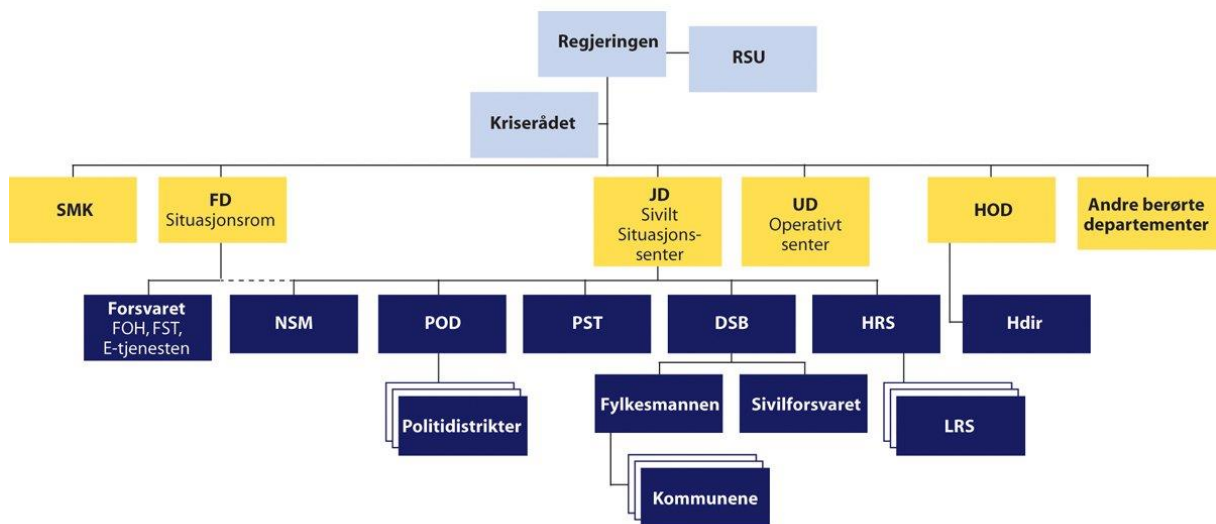 Regjeringen
RSU
Kriserådet
SMK
FD
Situasjonsrom
JD
Sivilt
Situasjons-
senter
UD
Operativt
senter
HOD
Andre berørte
departementer
Forsvaret
FOH, FST,
E-tjenesten
NSM
POD
PST
DSB
HRS
Hdir
Politidistrikter
Fylkesmannen
Sivilforsvaret
LRS
Kommunene